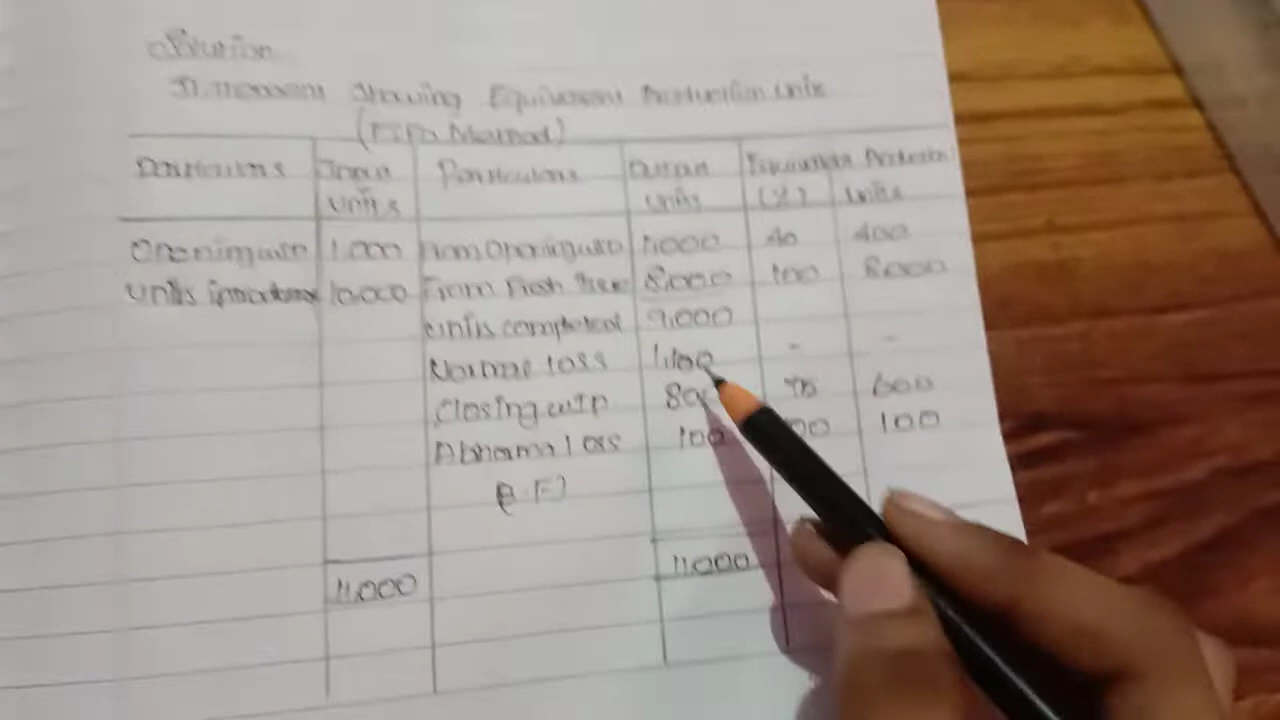 Solution
Statement Showing Equivalent Production Units
(FIFO Method)
Particulars Input units Particulars Output units Equivalent Production
(%) units
Opening WIP 1,000 From Opening WIP 1,000 40 400
units introduced 10,000 From Fresh 8,000 100 8000
units completed 9,000
Normal loss 1,100 - -
Closing WIP 800 75 600
Abnormal loss 100 100 100
(B.F)
11,000 11,000